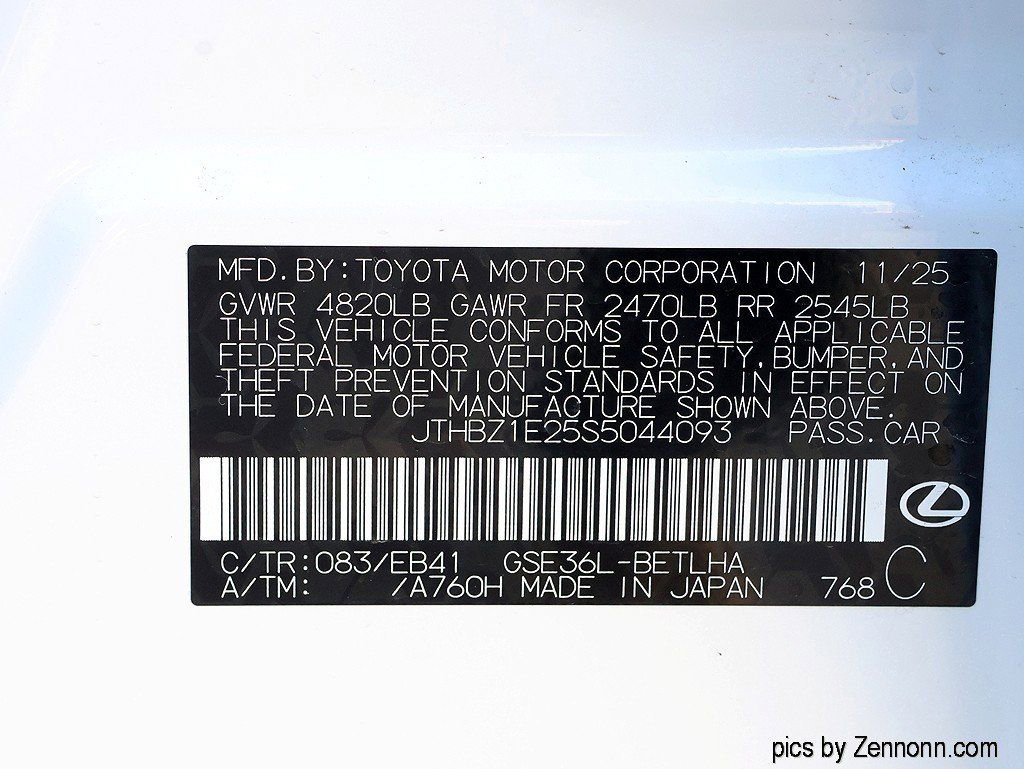 MFD.BY:TOYOTA MOTOR CORPORATION 11/25
GVWR 4820LB GAWR FR 2470LB RR 2545LB
THIS VEHICLE CONFORMS TO ALL APPLICABLE
FEDERAL MOTOR VEHICLE SAFETY, BUMPER, AND
THEFT PREVENTION STANDARDS IN EFFECT ON
THE DATE OF MANUFACTURE SHOWN ABOVE.
JTHBZ1E25S5044093 PASS.CAR
C/TR:083/EB41 GSE36L-BETLHA
A/TM: /A760H MADE IN JAPAN 768 C
pics by Zennonn.com